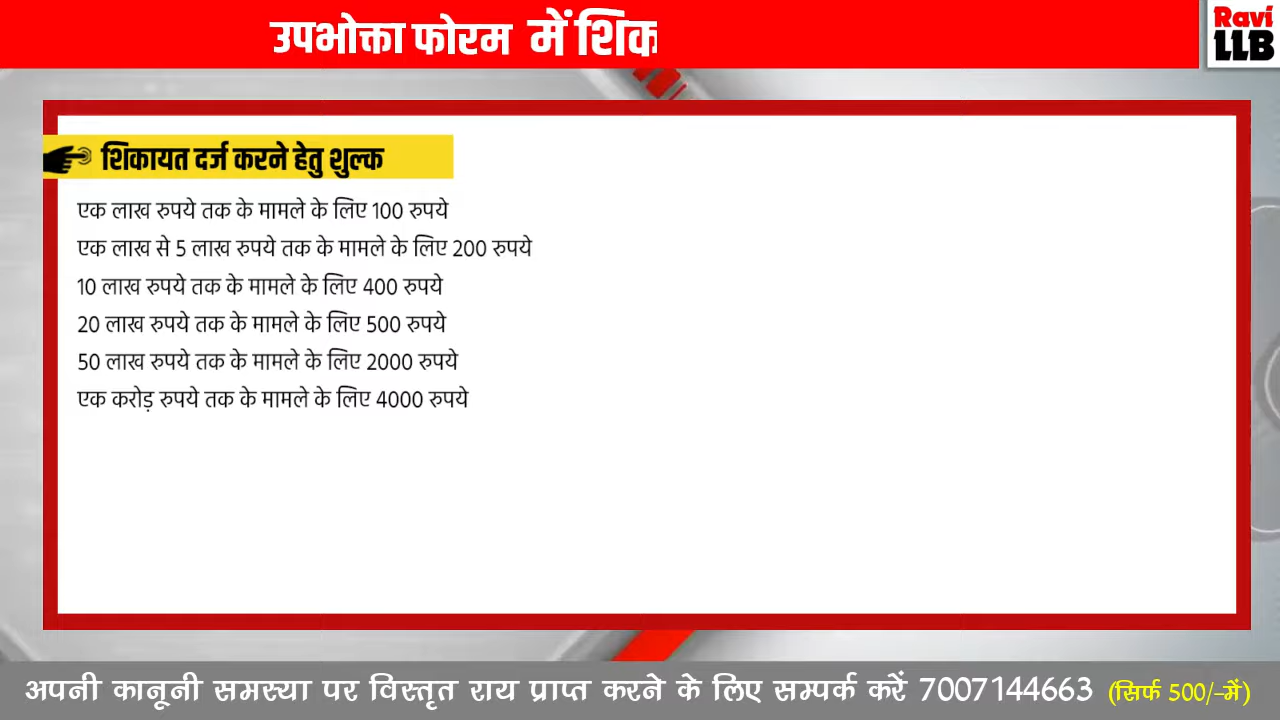 उपभोक्ता फोरम में शिक
Ravi
LLB
शिकायत दर्ज करने हेतु शुल्क
एक लाख रुपये तक के मामले के लिए 100 रुपये
एक लाख से 5 लाख रुपये तक के मामले के लिए 200 रुपये
10 लाख रुपये तक के मामले के लिए 400 रुपये
20 लाख रुपये तक के मामले के लिए 500 रुपये
50 लाख रुपये तक के मामले के लिए 2000 रुपये
एक करोड़ रुपये तक के मामले के लिए 4000 रुपये
अपनी कानूनी समस्या पर विस्तृत राय प्राप्त करने के लिए सम्पर्क करें 7007144663 (सिर्फ 500/-में)